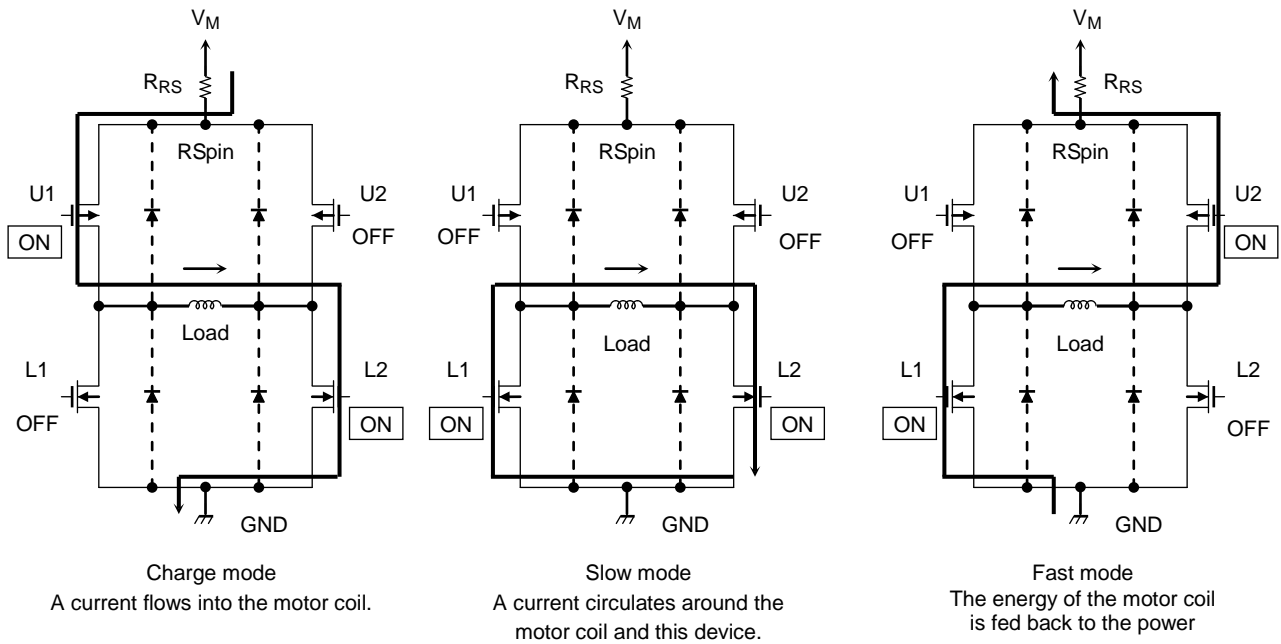 VM
RRS
RSpin
U1
ON
U2
OFF
Load
L1
OFF
L2
ON
GND
Charge mode
A current flows into the motor coil.
VM
RRS
RSpin
U1
OFF
U2
OFF
Load
L1
ON
L2
ON
GND
Slow mode
A current circulates around the
motor coil and this device.
VM
RRS
RSpin
U1
OFF
U2
ON
Load
L1
ON
L2
OFF
GND
Fast mode
The energy of the motor coil
is fed back to the power